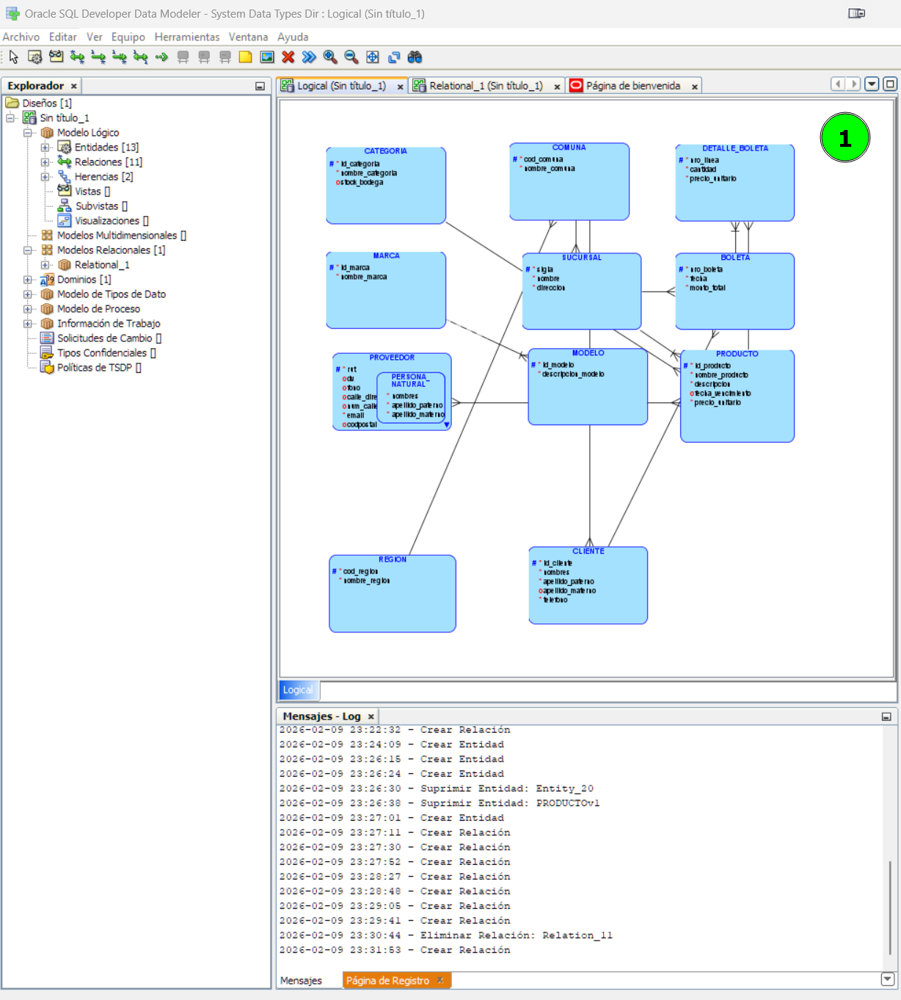 Oracle SQL Developer Data Modeler - System Data Types Dir : Logical (Sin título_1)
Archivo Editar Ver Equipo Herramientas Ventana Ayuda
Explorador
Logical (Sin título_1)
Relational_1 (Sin título_1)
Página de bienvenida
Diseños [1]
Sin título_1
Modelo Lógico
Entidades [13]
Relaciones [11]
Herencias [2]
Vistas []
Subvistas []
Visualizaciones []
Modelos Multidimensionales []
Modelos Relacionales [1]
Relational_1
Dominios [1]
Modelo de Tipos de Dato
Modelo de Proceso
Información de Trabajo
Solicitudes de Cambio []
Tipos Confidenciales []
Políticas de TSDP []
1
CATEGORIA
# * id_categoria
* nombre_categoria
o stock_bodega
COMUNA
# * cod_comuna
* nombre_comuna
DETALLE_BOLETA
# * nro_linea
* cantidad
* precio_unitario
MARCA
# * id_marca
* nombre_marca
SUCURSAL
# * sigla
* nombre
* direccion
BOLETA
# * nro_boleta
* fecha
* monto_total
PROVEEDOR
# * rut
o dv
o fono
o calle_dire
o num_calle
* email
o codpostal
PERSONA_
NATURAL
* nombres
* apellido_paterno
* apellido_materno
MODELO
# * id_modelo
* descripcion_modelo
PRODUCTO
# * id_producto
* nombre_producto
* descripcion
o fecha_vencimiento
* precio_unitario
REGION
# * cod_region
* nombre_region
CLIENTE
# * id_cliente
* nombres
* apellido_paterno
o apellido_materno
* telefono
Logical
Mensajes - Log
2026-02-09 23:22:32 - Crear Relación
2026-02-09 23:24:09 - Crear Entidad
2026-02-09 23:26:15 - Crear Entidad
2026-02-09 23:26:24 - Crear Entidad
2026-02-09 23:26:30 - Suprimir Entidad: Entity_20
2026-02-09 23:26:38 - Suprimir Entidad: PRODUCTOv1
2026-02-09 23:27:01 - Crear Entidad
2026-02-09 23:27:11 - Crear Relación
2026-02-09 23:27:30 - Crear Relación
2026-02-09 23:27:52 - Crear Relación
2026-02-09 23:28:27 - Crear Relación
2026-02-09 23:28:48 - Crear Relación
2026-02-09 23:29:05 - Crear Relación
2026-02-09 23:29:41 - Crear Relación
2026-02-09 23:30:44 - Eliminar Relación: Relation_11
2026-02-09 23:31:53 - Crear Relación
Mensajes
Página de Registro